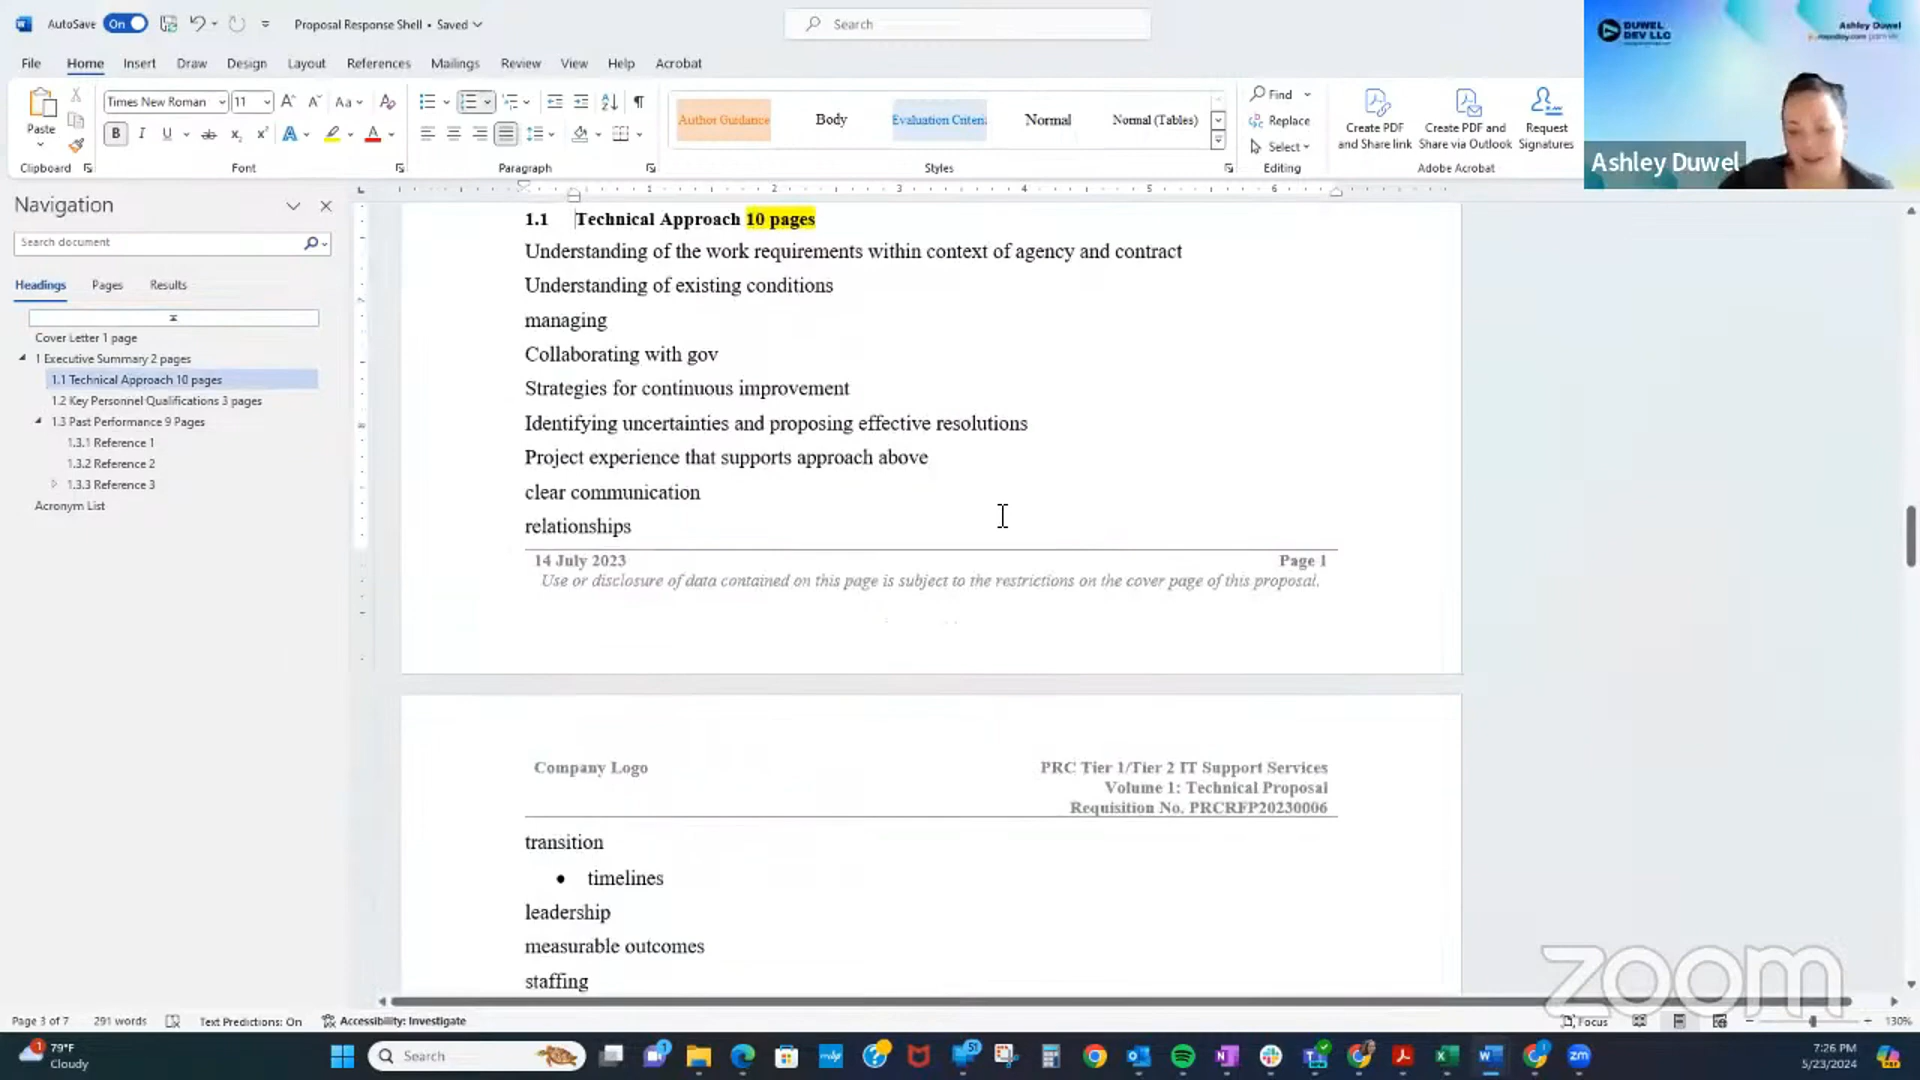 AutoSave On Proposal Response Shell • Saved Search
DUWEL DEV LLC
Ashley Duwel
File Home Insert Draw Design Layout References Mailings Review View Help Acrobat
Paste
Clipboard
Times New Roman 11
Font
Paragraph
Author Guidance Body Evaluation Criteri. Normal Normal (Tables)
Styles
Find
Replace
Select
Editing
Create PDF and Share link
Create PDF and Share via Outlook
Request Signatures
Adobe Acrobat
Ashley Duwel
Navigation
Search document
Headings Pages Results
Cover Letter 1 page
1 Executive Summary 2 pages
1.1 Technical Approach 10 pages
1.2 Key Personnel Qualifications 3 pages
1.3 Past Performance 9 Pages
1.3.1 Reference 1
1.3.2 Reference 2
1.3.3 Reference 3
Acronym List
1 2 3 4 5 6
1.1 Technical Approach 10 pages
Understanding of the work requirements within context of agency and contract
Understanding of existing conditions
managing
Collaborating with gov
Strategies for continuous improvement
Identifying uncertainties and proposing effective resolutions
Project experience that supports approach above
clear communication
relationships
14 July 2023 Page 1
Use or disclosure of data contained on this page is subject to the restrictions on the cover page of this proposal.
Company Logo PRC Tier 1/Tier 2 IT Support Services
Volume 1: Technical Proposal
Requisition No. PRCRFP20230006
transition
• timelines
leadership
measurable outcomes
staffing
zoom
Page 3 of 7 291 words Text Predictions: On Accessibility: Investigate Focus 130%
79°F
Cloudy
Search
7:26 PM
5/23/2024